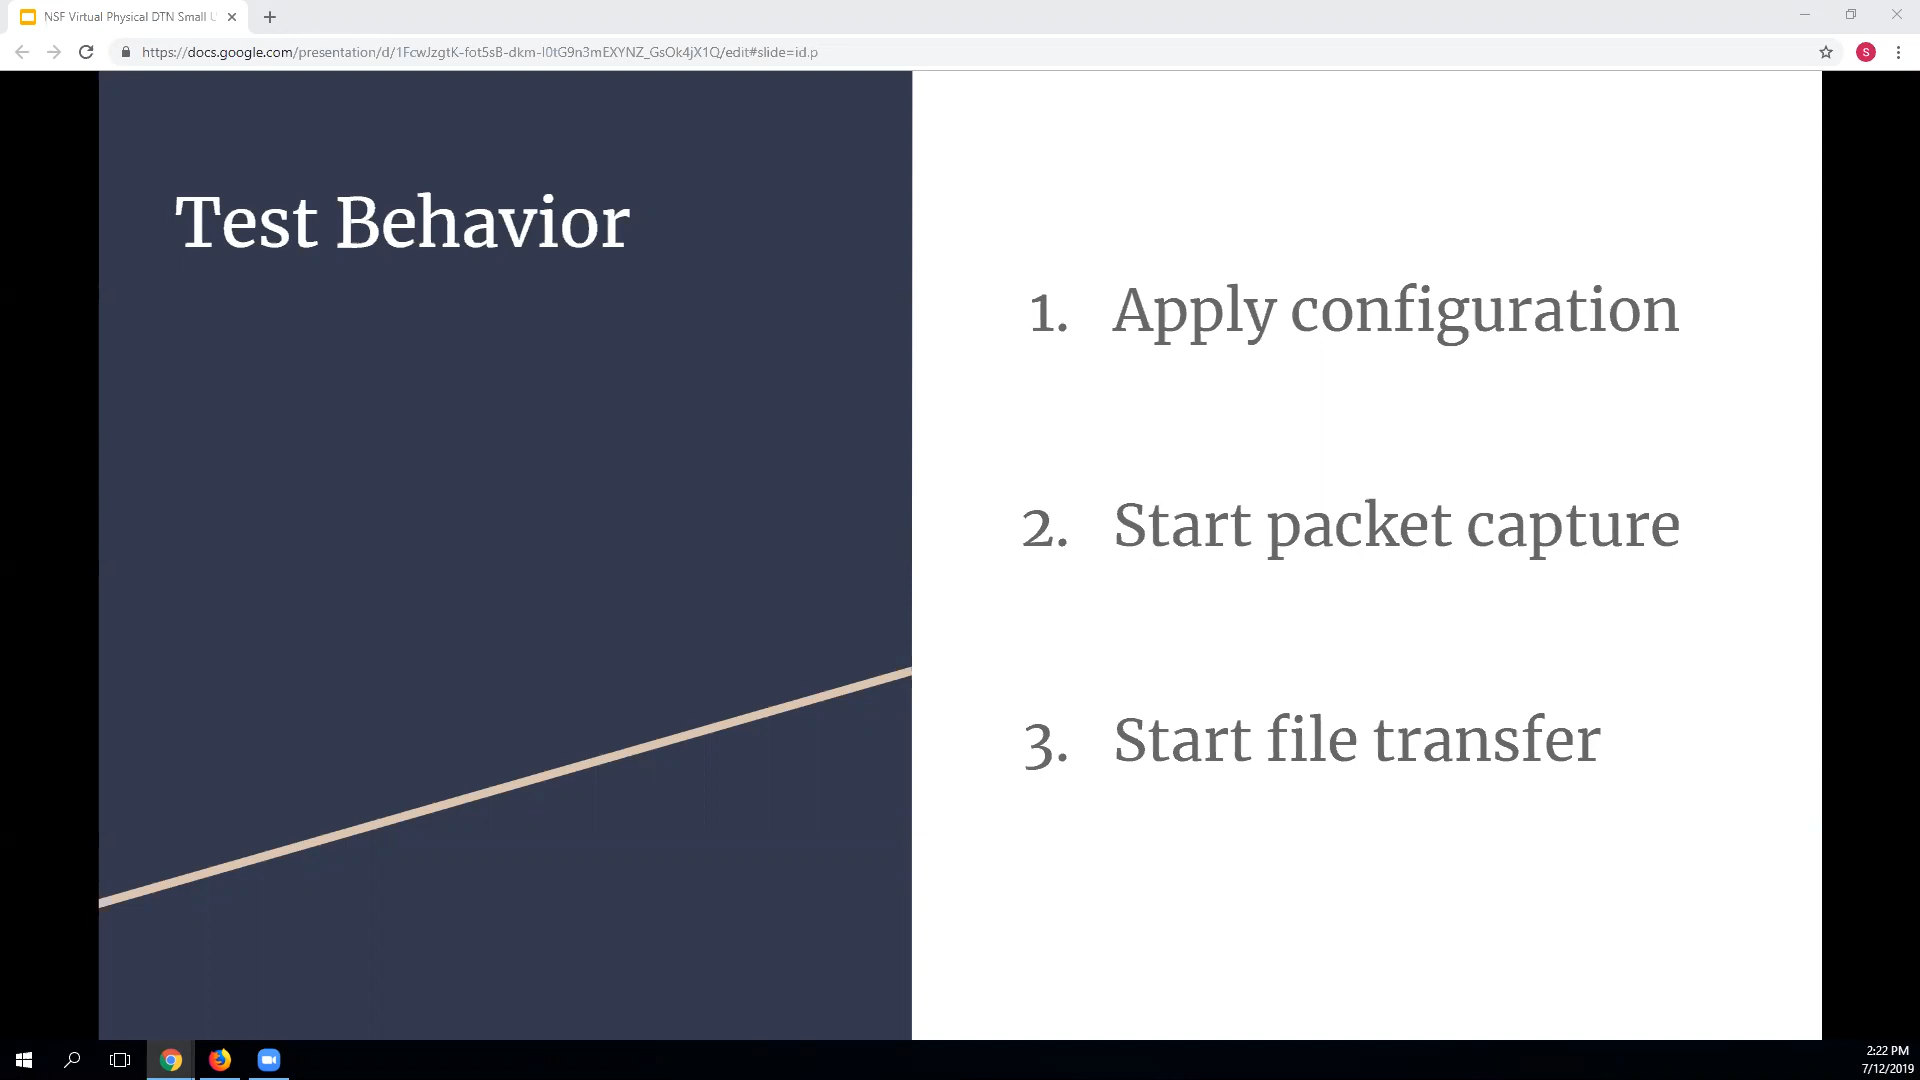 NSF Virtual Physical DTN Small U
https://docs.google.com/presentation/d/1FcwJzgtK-fot5sB-dkm-I0tG9n3mEXYNZ_GsOk4jX1Q/edit#slide=id.p
S
Test Behavior
1. Apply configuration
2. Start packet capture
3. Start file transfer
2:22 PM
7/12/2019